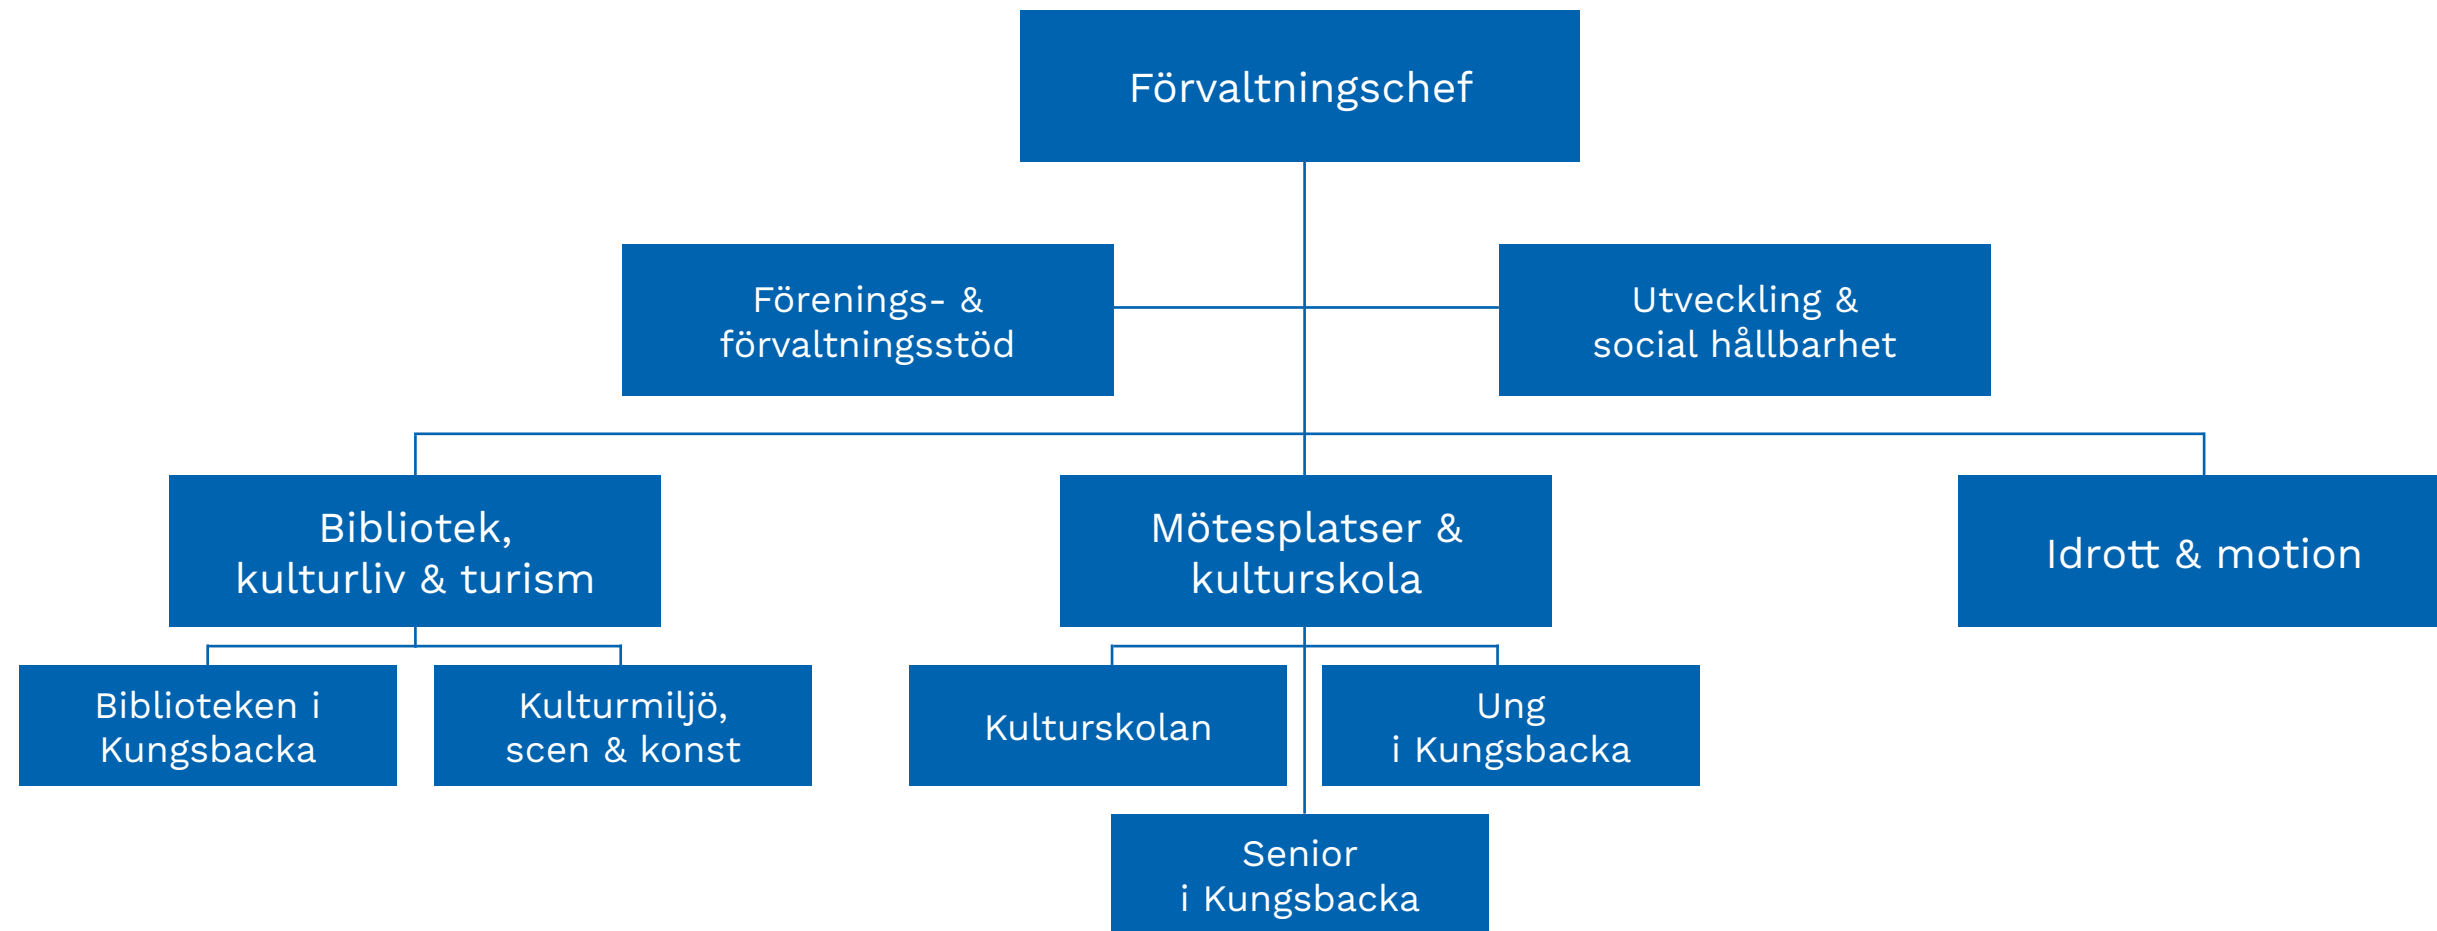 Förvaltningschef
Förenings- &
förvaltningsstöd
Utveckling &
social hållbarhet
Bibliotek,
kulturliv & turism
Mötesplatser &
kulturskola
Idrott & motion
Biblioteken i
Kungsbacka
Kulturmiljö,
scen & konst
Kulturskolan
Ung
i Kungsbacka
Senior
i Kungsbacka